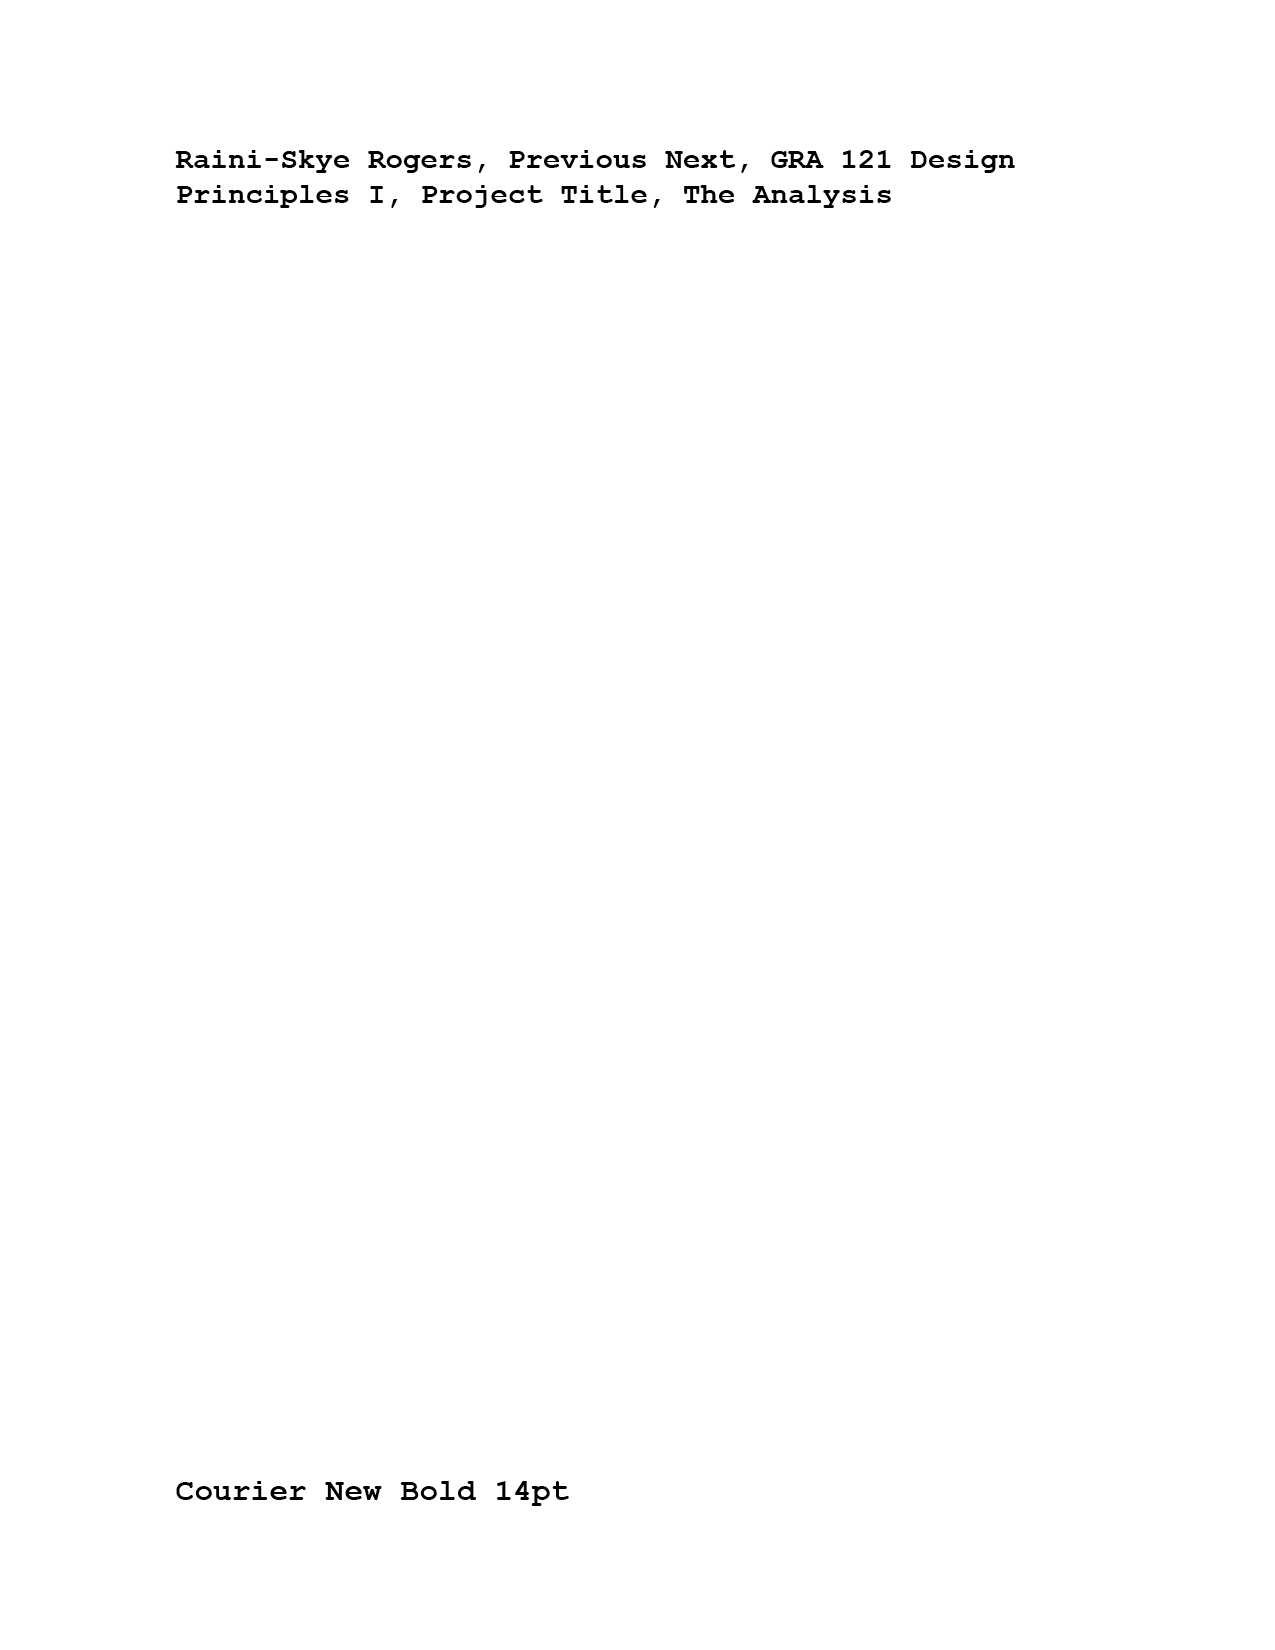 Raini-Skye Rogers, Previous Next, GRA 121 Design
Principles I, Project Title, The Analysis
Courier New Bold 14pt